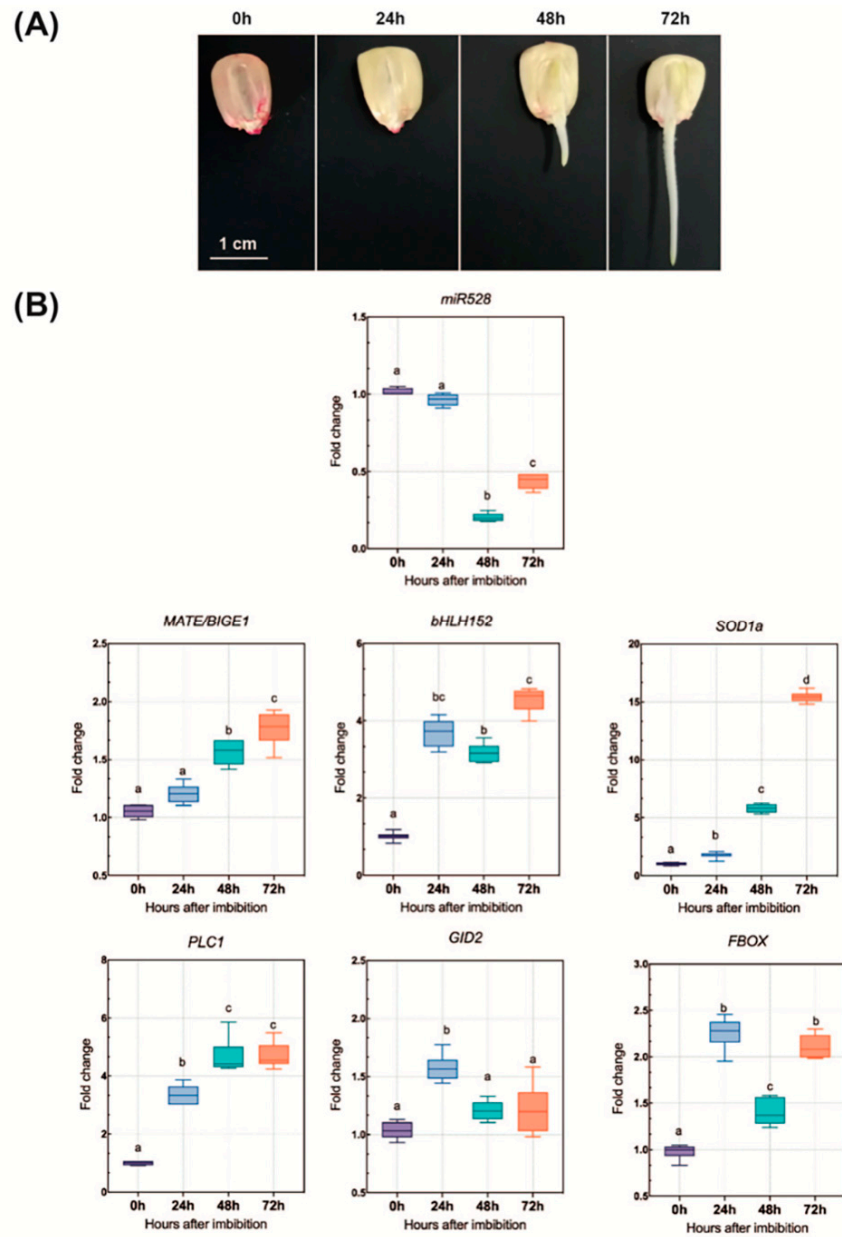 (A)
0h 24h 48h 72h
1 cm
(B)
miR528
1.5
1.0
0.5
0.0
Fold change
a a b c
0h 24h 48h 72h
Hours after imbibition
MATE/BIGE1
2.5
2.0
1.5
1.0
0.5
Fold change
a a b c
0h 24h 48h 72h
Hours after imbibition
bHLH152
6
4
2
0
Fold change
a bc b c
0h 24h 48h 72h
Hours after imbibition
SOD1a
20
15
10
5
0
Fold change
a b c d
0h 24h 48h 72h
Hours after imbibition
PLC1
8
6
4
2
0
Fold change
a b c c
0h 24h 48h 72h
Hours after imbibition
GID2
2.5
2.0
1.5
1.0
0.5
Fold change
a b a a
0h 24h 48h 72h
Hours after imbibition
FBOX
3.0
2.5
2.0
1.5
1.0
0.5
Fold change
a b c b
0h 24h 48h 72h
Hours after imbibition